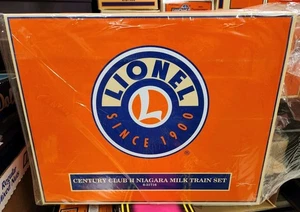 LIONEL
L
SINCE 1900
CENTURY CLUB II NIAGARA MILK TRAIN SET